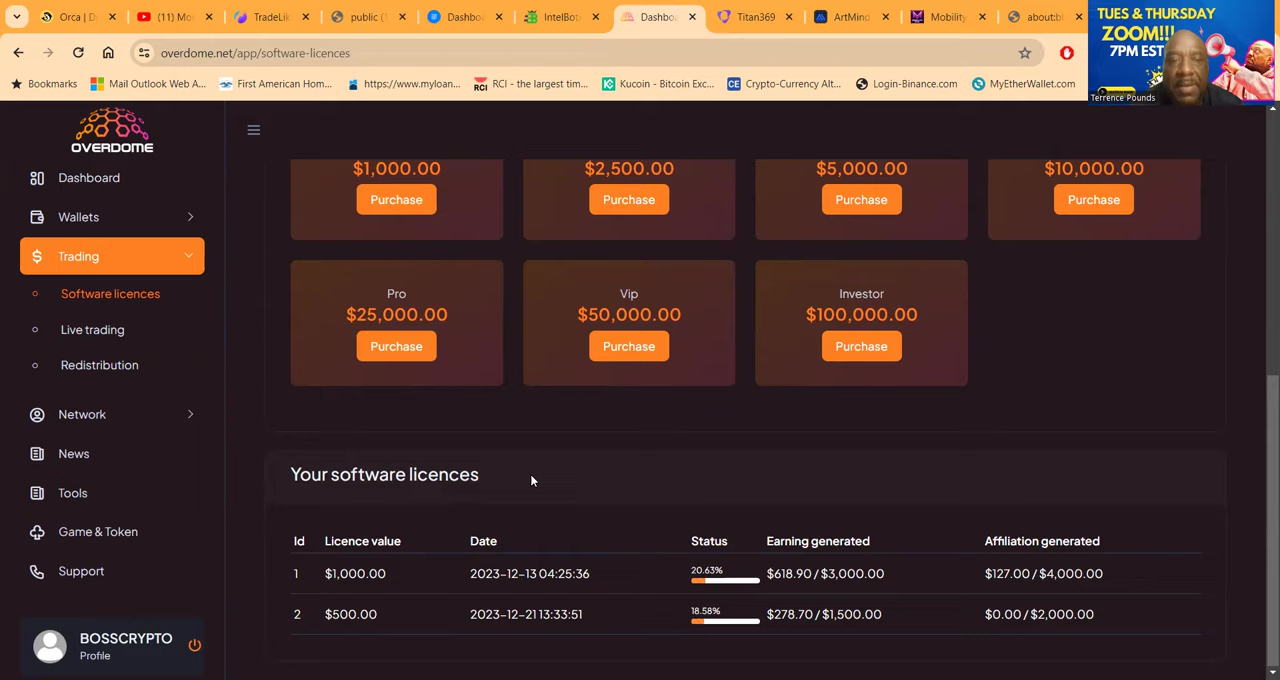 Orca | D
(11) Mo
TradeLik
public (
Dashbo
IntelBot
Dashbo
Titan369
ArtMind
Mobility
about:bl
overdome.net/app/software-licences
Bookmarks
Mail Outlook Web A...
First American Hom...
https://www.myloan...
RCI - the largest tim...
Kucoin - Bitcoin Exc...
Crypto-Currency Alt...
Login-Binance.com
MyEtherWallet.com
TUES & THURSDAY
ZOOM!!!
7PM EST
Terrence Pounds
OVERDOME
Dashboard
Wallets
Trading
Software licences
Live trading
Redistribution
Network
News
Tools
Game & Token
Support
BOSSCRYPTO
Profile
$1,000.00 $2,500.00 $5,000.00 $10,000.00
Purchase Purchase Purchase Purchase
Pro Vip Investor
$25,000.00 $50,000.00 $100,000.00
Purchase Purchase Purchase
Your software licences
Id Licence value Date Status Earning generated Affiliation generated
1 $1,000.00 2023-12-13 04:25:36 20.63% $618.90 / $3,000.00 $127.00 / $4,000.00
2 $500.00 2023-12-21 13:33:51 18.58% $278.70 / $1,500.00 $0.00 / $2,000.00